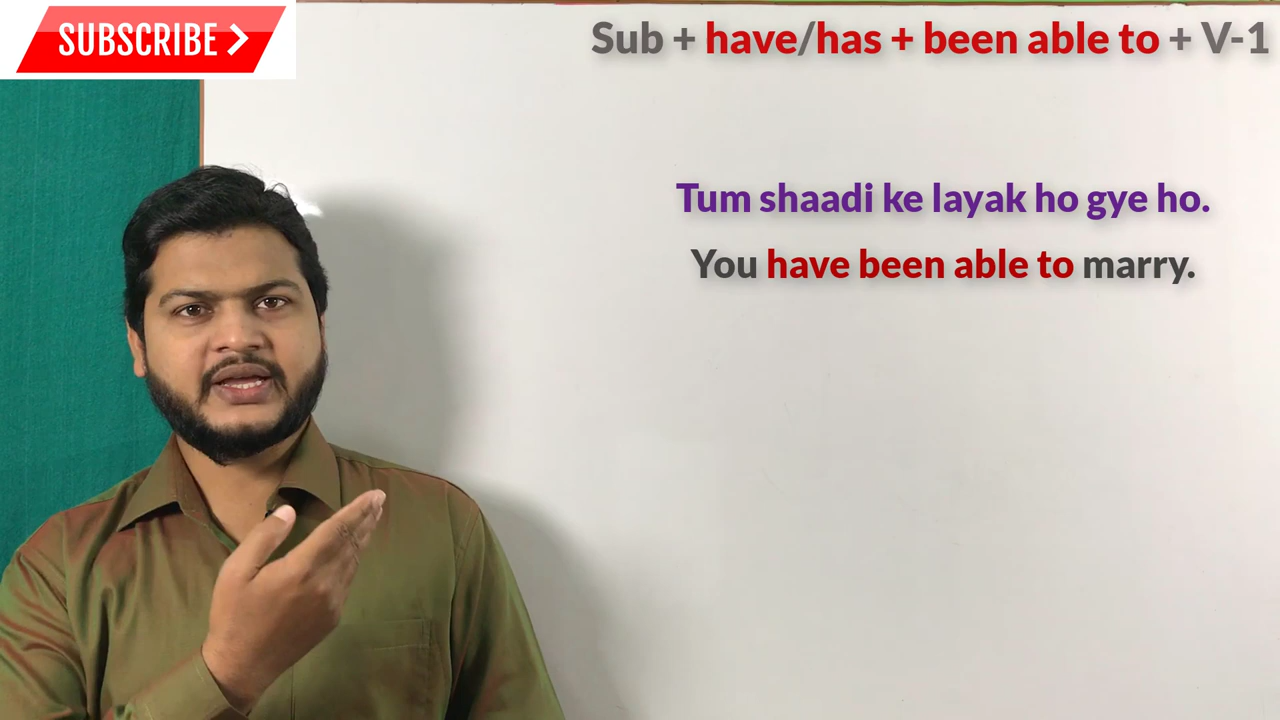 SUBSCRIBE
Sub + have/has + been able to + V-1
Tum shaadi ke layak ho gye ho.
You have been able to marry.